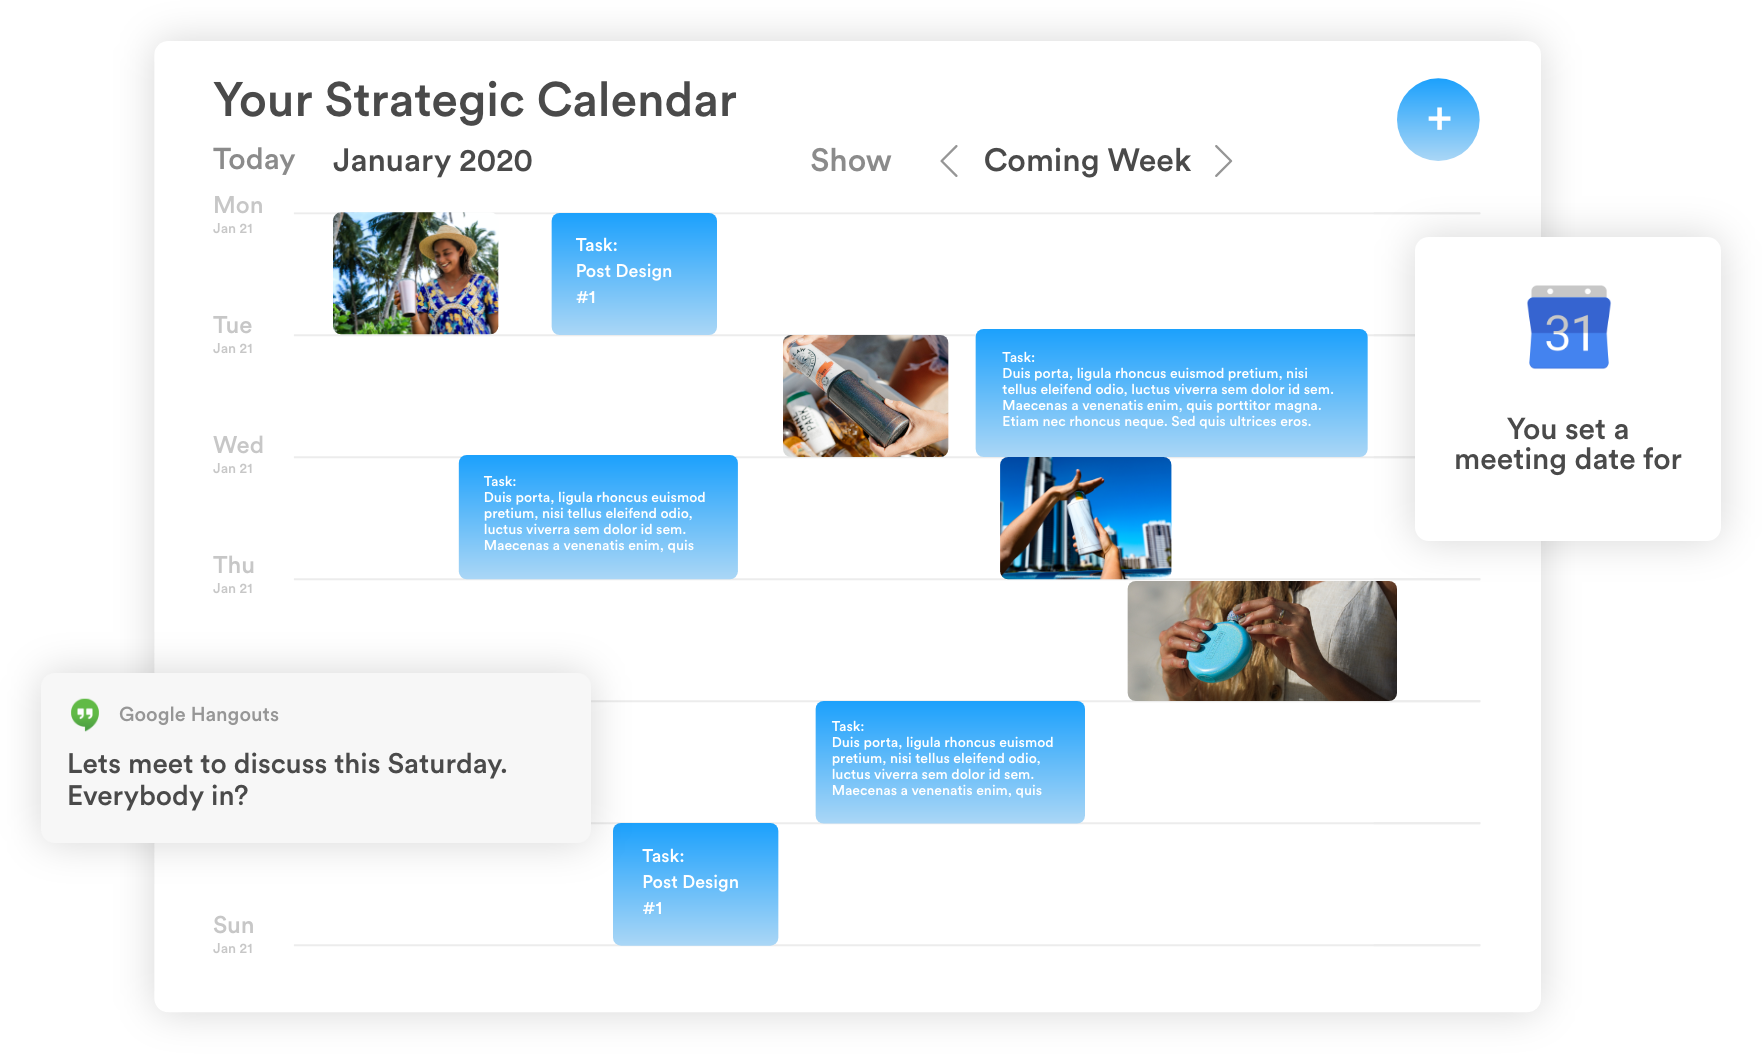 Your Strategic Calendar
+
Today January 2020 Show Coming Week
Mon
Jan 21
Task:
Post Design
#1
Tue
Jan 21
Task:
Duis porta, ligula rhoncus euismod pretium, nisi
tellus eleifend odio, luctus viverra sem dolor id sem.
Maecenas a venenatis enim, quis porttitor magna.
Etiam nec rhoncus neque. Sed quis ultrices eros.
31
You set a
meeting date for
Wed
Jan 21
Task:
Duis porta, ligula rhoncus euismod
pretium, nisi tellus eleifend odio,
luctus viverra sem dolor id sem.
Maecenas a venenatis enim, quis
Thu
Jan 21
Google Hangouts
Lets meet to discuss this Saturday.
Everybody in?
Task:
Duis porta, ligula rhoncus euismod
pretium, nisi tellus eleifend odio,
luctus viverra sem dolor id sem.
Maecenas a venenatis enim, quis
Task:
Post Design
#1
Sun
Jan 21